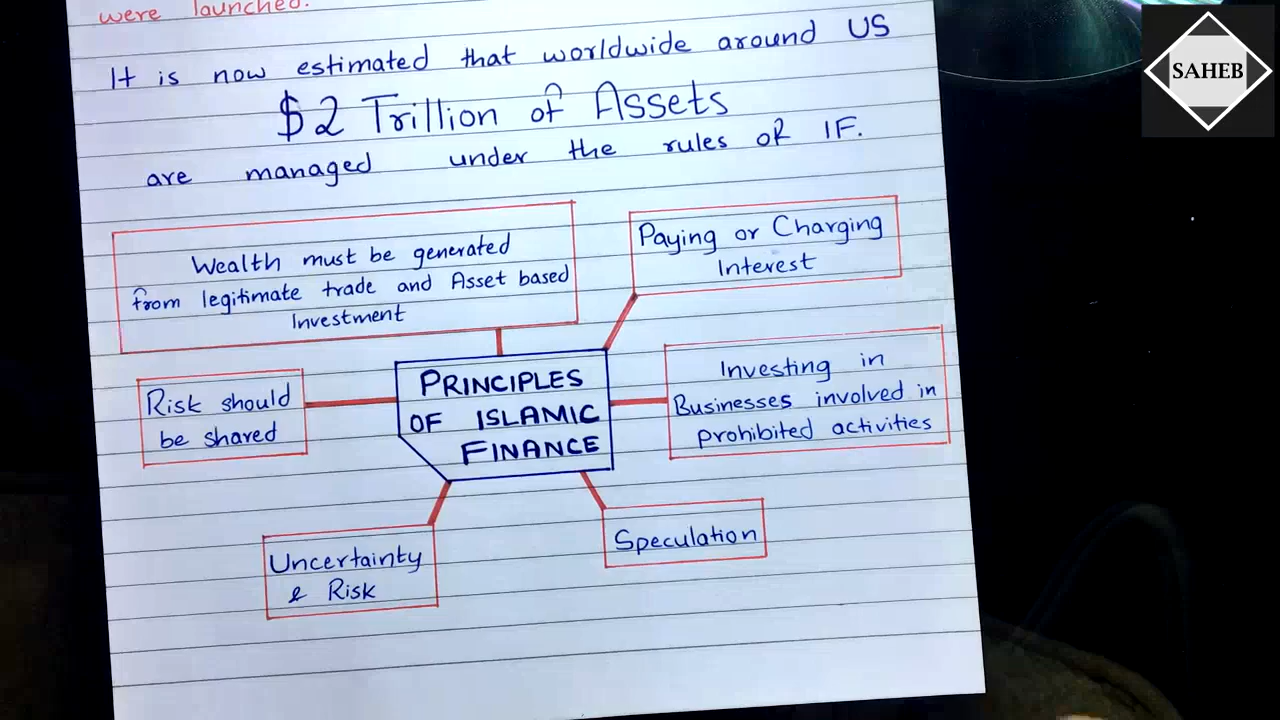 were launched.
It is now estimated that worldwide around US
$2 Trillion of Assets
are managed under the rules of IF.
Wealth must be generated
from legitimate trade and Asset based
Investment
Paying or Charging
Interest
Risk should
be shared
PRINCIPLES
OF ISLAMIC
FINANCE
Investing in
Businesses involved in
prohibited activities
Uncertainty
& Risk
Speculation
SAHEB